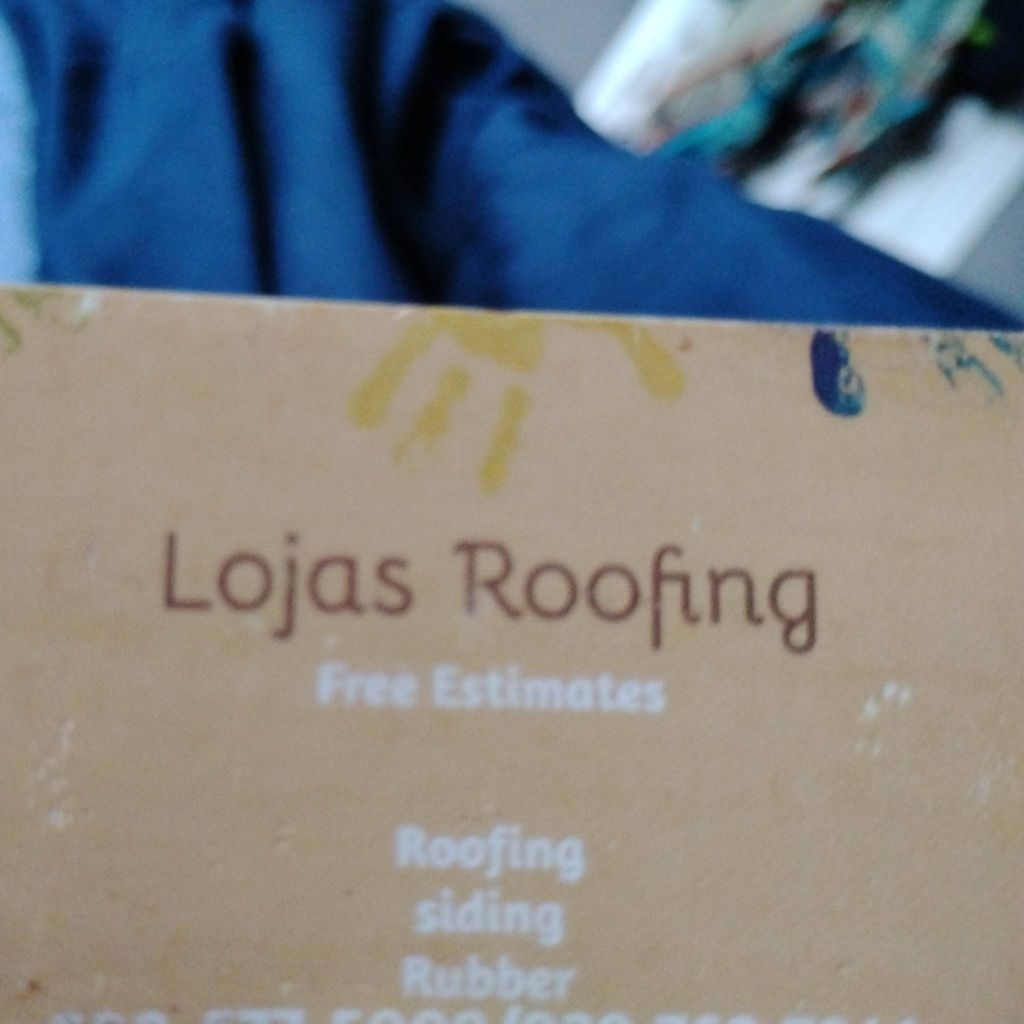 Lojas Roofing
Free Estimates
Roofing
siding
Rubber